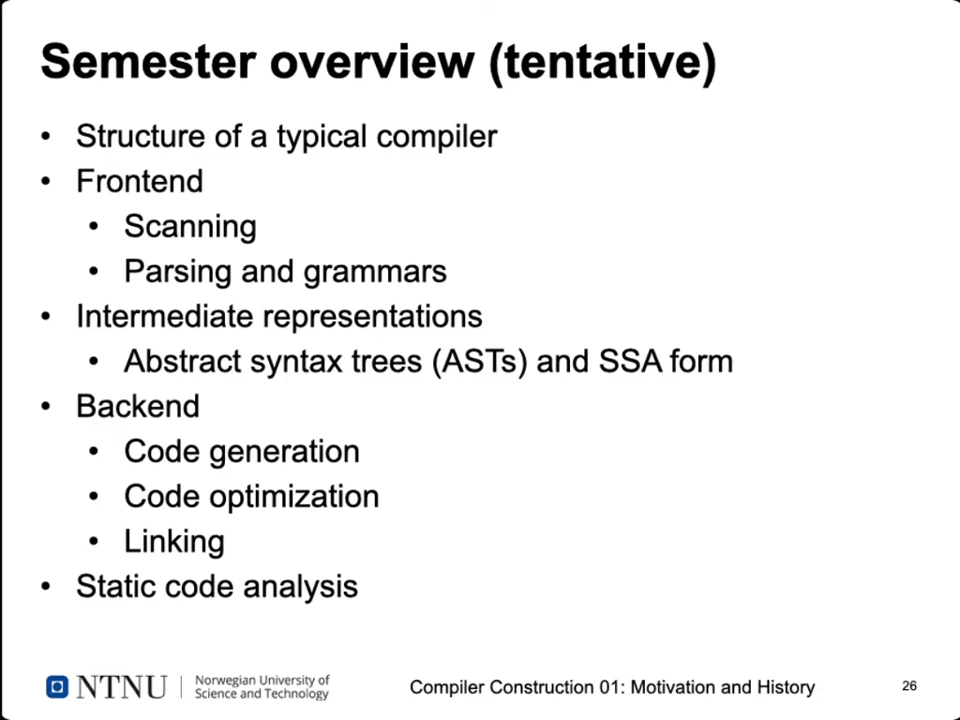 Semester overview (tentative)
• Structure of a typical compiler
• Frontend
• Scanning
• Parsing and grammars
• Intermediate representations
• Abstract syntax trees (ASTs) and SSA form
• Backend
• Code generation
• Code optimization
• Linking
• Static code analysis
NTNU
Norwegian University of
Science and Technology
Compiler Construction 01: Motivation and History
26